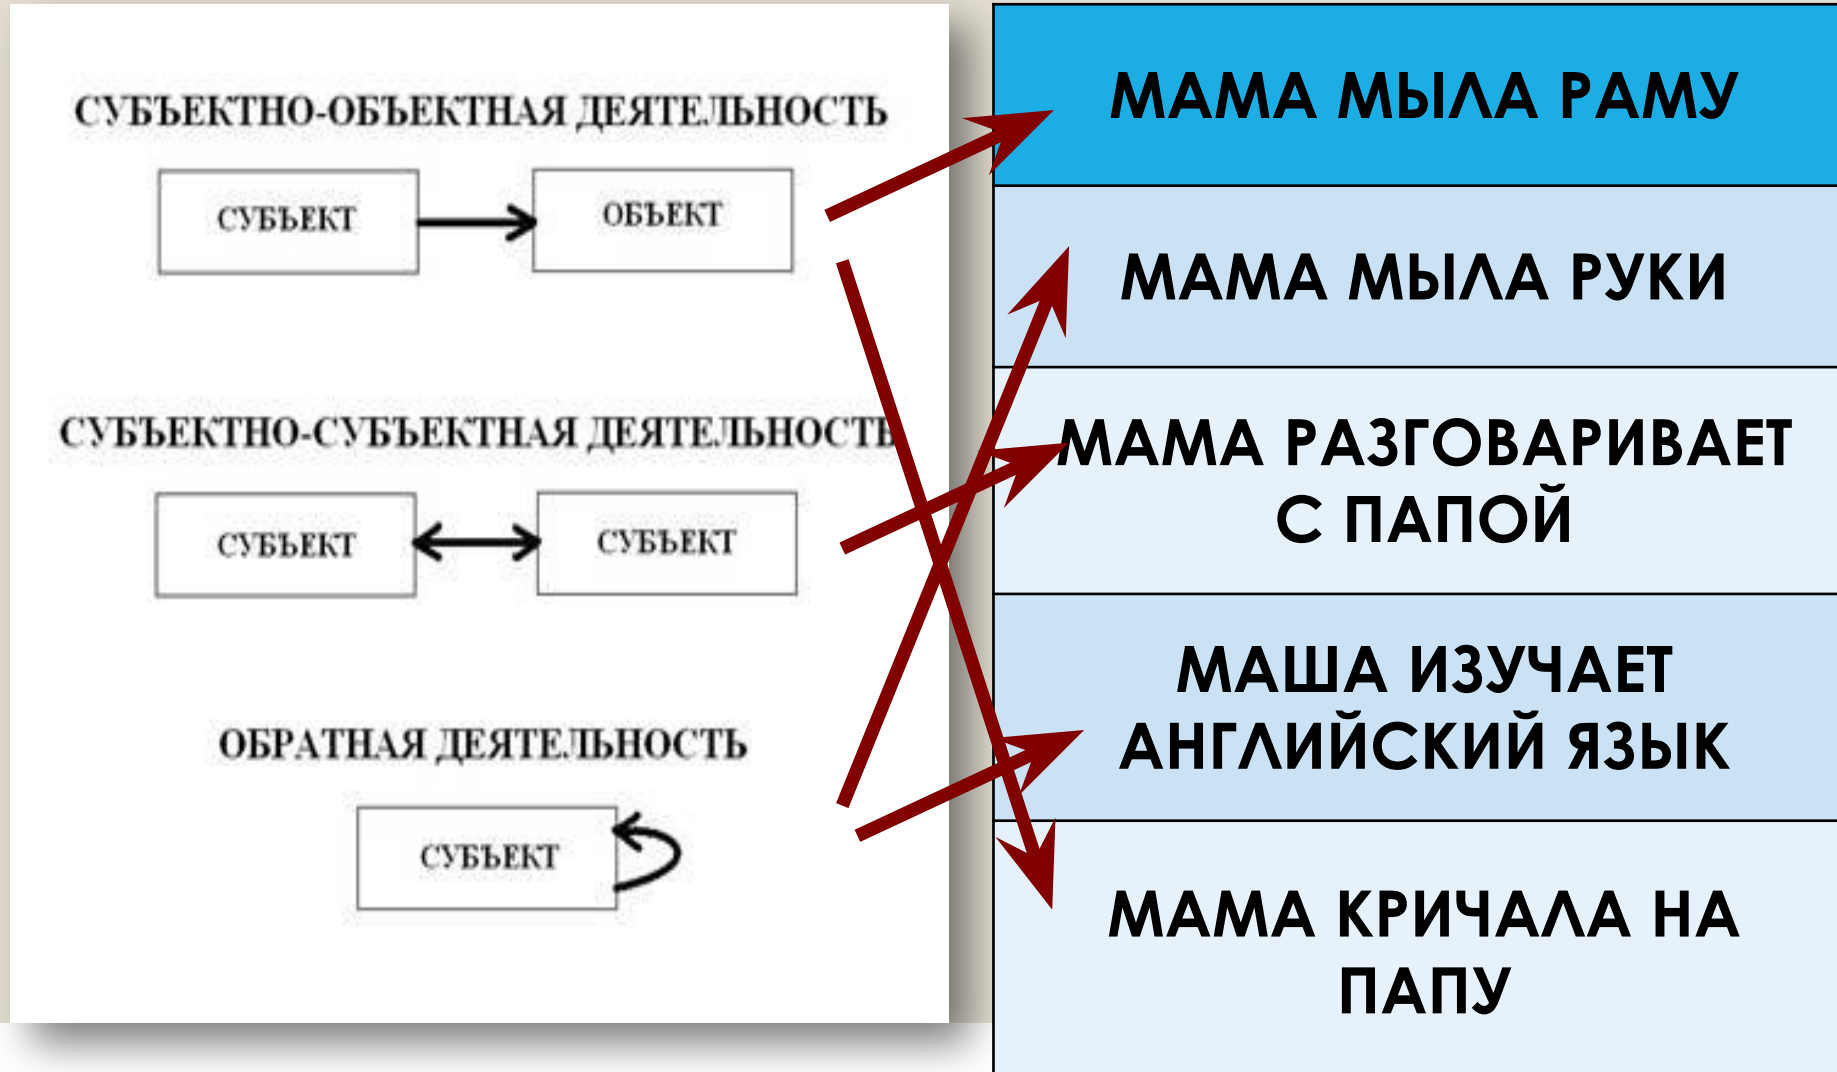 СУБЪЕКТНО-ОБЪЕКТНАЯ ДЕЯТЕЛЬНОСТЬ
СУБЪЕКТ
ОБЪЕКТ
СУБЪЕКТНО-СУБЪЕКТНАЯ ДЕЯТЕЛЬНОСТЬ
СУБЪЕКТ
СУБЪЕКТ
ОБРАТНАЯ ДЕЯТЕЛЬНОСТЬ
СУБЪЕКТ
МАМА МЫЛА РАМУ
МАМА МЫЛА РУКИ
МАМА РАЗГОВАРИВАЕТ
С ПАПОЙ
МАША ИЗУЧАЕТ
АНГЛИЙСКИЙ ЯЗЫК
МАМА КРИЧАЛА НА
ПАПУ